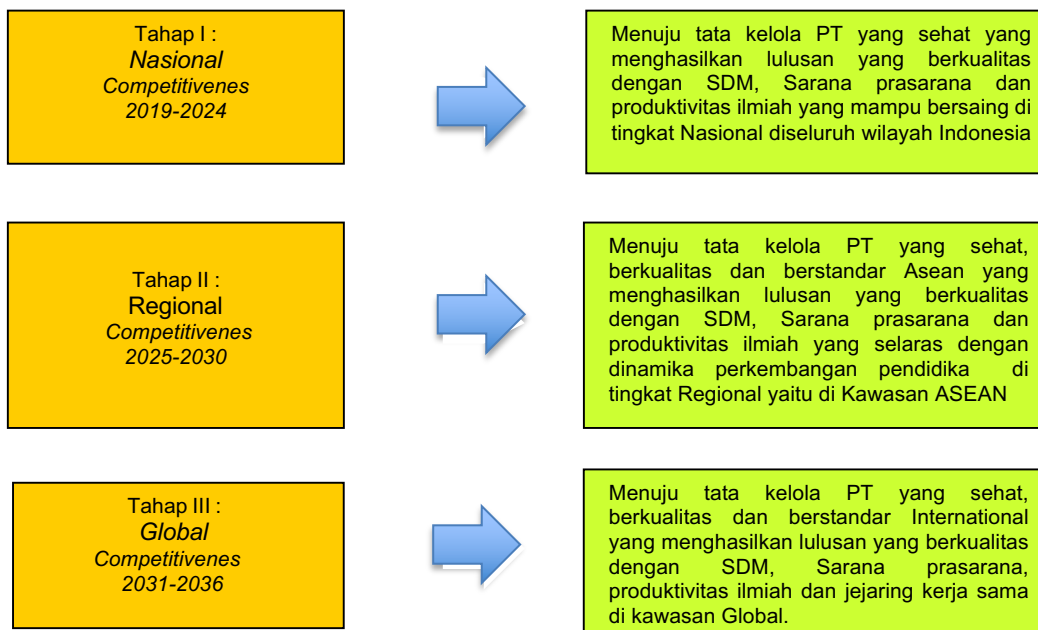 Tahap I :
Nasional
Competitivenes
2019-2024
Menuju tata kelola PT yang sehat yang
menghasilkan lulusan yang berkualitas
dengan SDM, Sarana prasarana dan
produktivitas ilmiah yang mampu bersaing di
tingkat Nasional diseluruh wilayah Indonesia
Tahap II :
Regional
Competitivenes
2025-2030
Menuju tata kelola PT yang sehat,
berkualitas dan berstandar Asean yang
menghasilkan lulusan yang berkualitas
dengan SDM, Sarana prasarana dan
produktivitas ilmiah yang selaras dengan
dinamika perkembangan pendidika di
tingkat Regional yaitu di Kawasan ASEAN
Tahap III :
Global
Competitivenes
2031-2036
Menuju tata kelola PT yang sehat,
berkualitas dan berstandar International
yang menghasilkan lulusan yang berkualitas
dengan SDM, Sarana prasarana,
produktivitas ilmiah dan jejaring kerja sama
di kawasan Global.